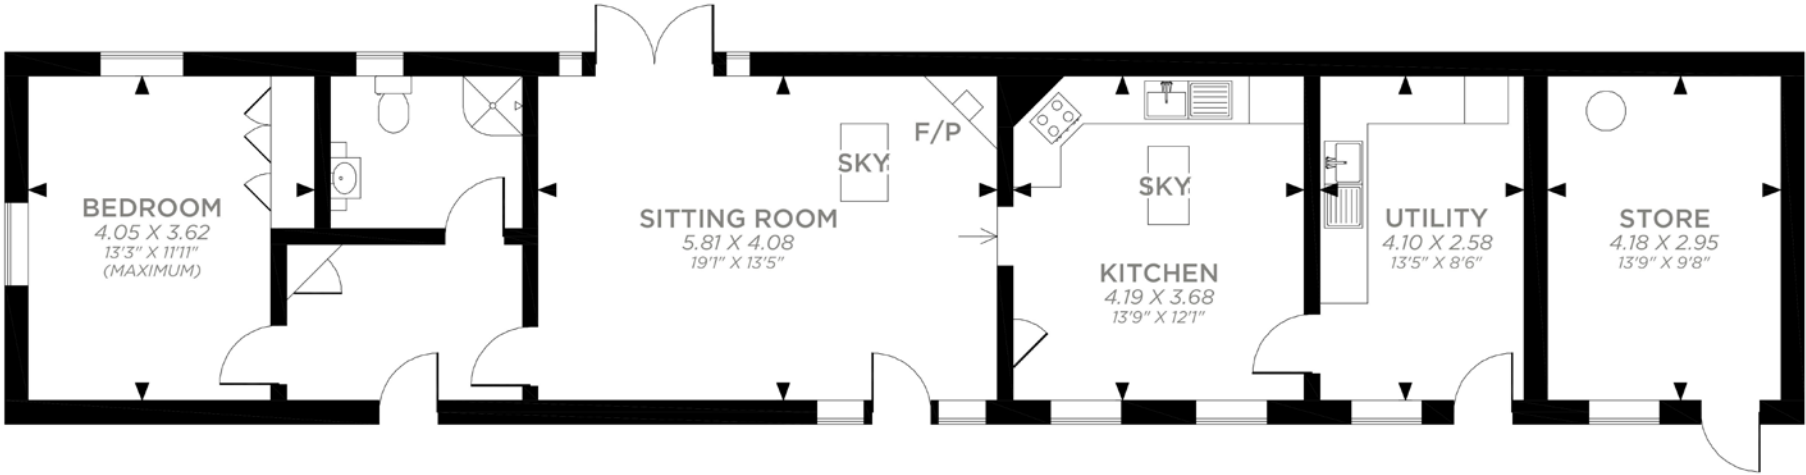 BEDROOM
4.05 X 3.62
13'3" X 11'11"
(MAXIMUM)
SITTING ROOM
5.81 X 4.08
19'1" X 13'5"
SKY
F/P
SKY
KITCHEN
4.19 X 3.68
13'9" X 12'1"
UTILITY
4.10 X 2.58
13'5" X 8'6"
STORE
4.18 X 2.95
13'9" X 9'8"